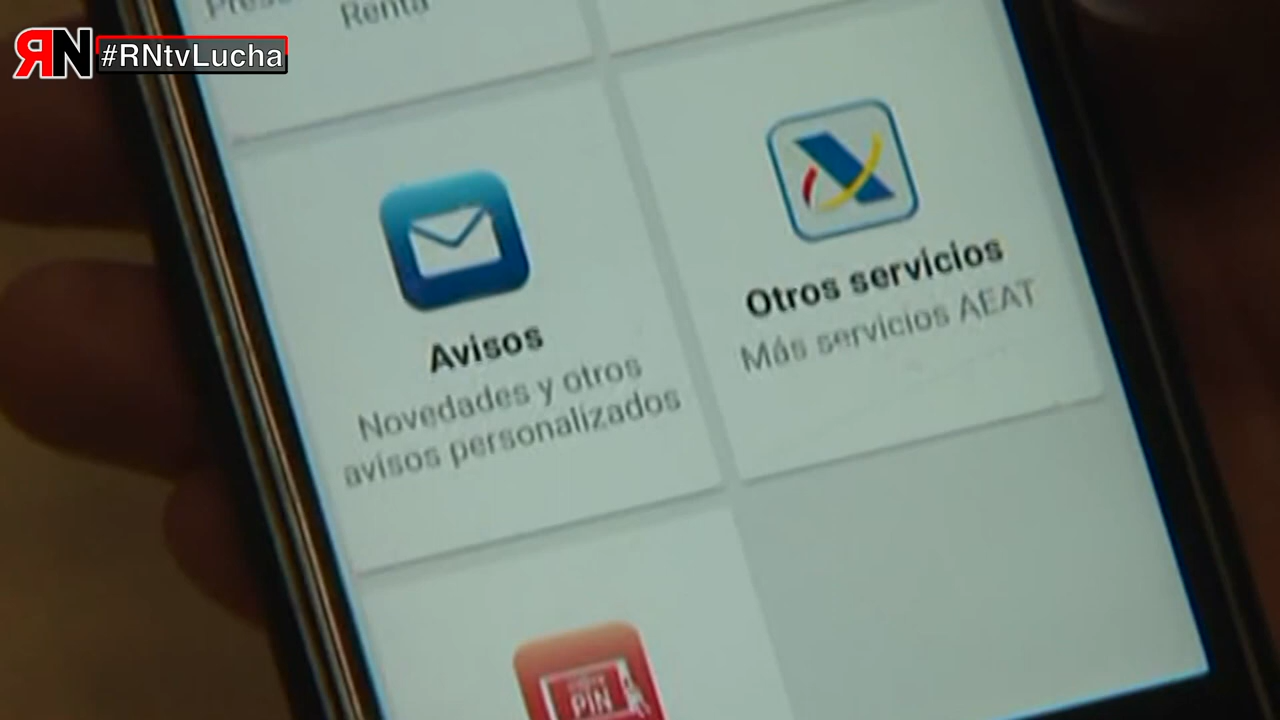 RN #RNtvLucha
Renta
Avisos
Novedades y otros
avisos personalizados
Otros servicios
Más servicios AEAT
PIN